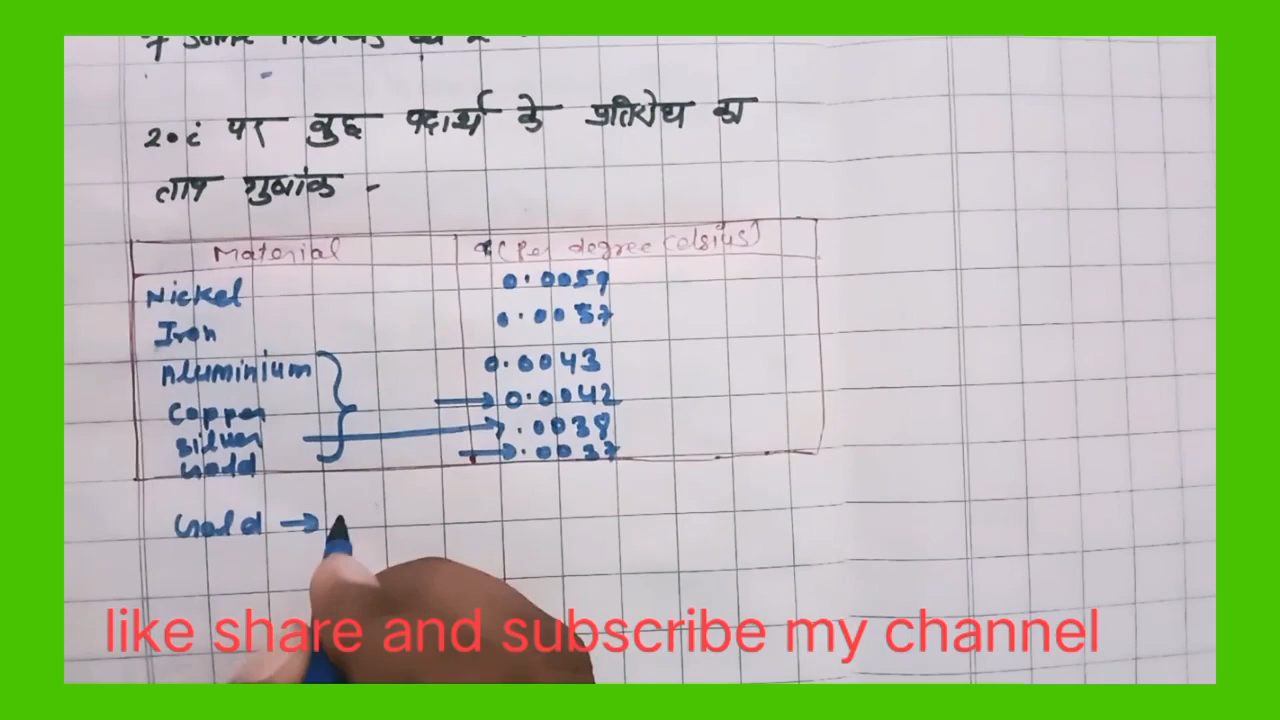 20℃ पर कुछ पदार्थ के प्रतिरोध का
ताप गुणांक -
Material ∝(Per degree Celsius)
Nickel 0.0059
Iron 0.0057
Aluminium 0.0043
Copper → 0.0042
Silver → .0038
Gold → .0037
Gold →
like share and subscribe my channel